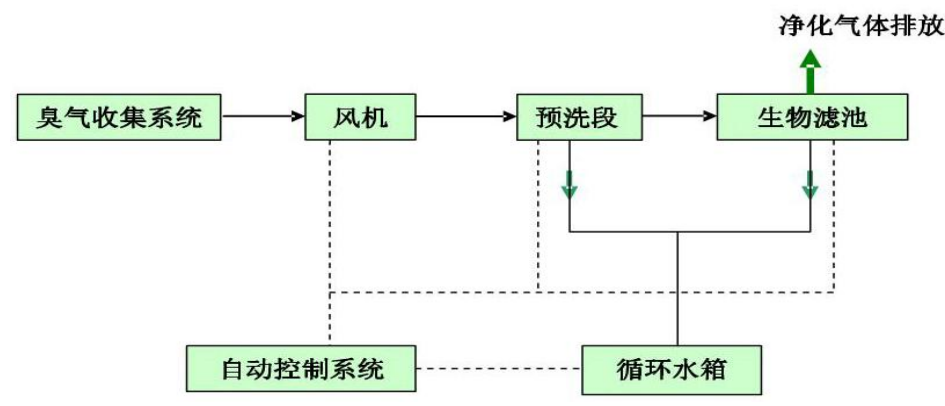 净化气体排放
臭气收集系统
风机
预洗段
生物滤池
自动控制系统
循环水箱